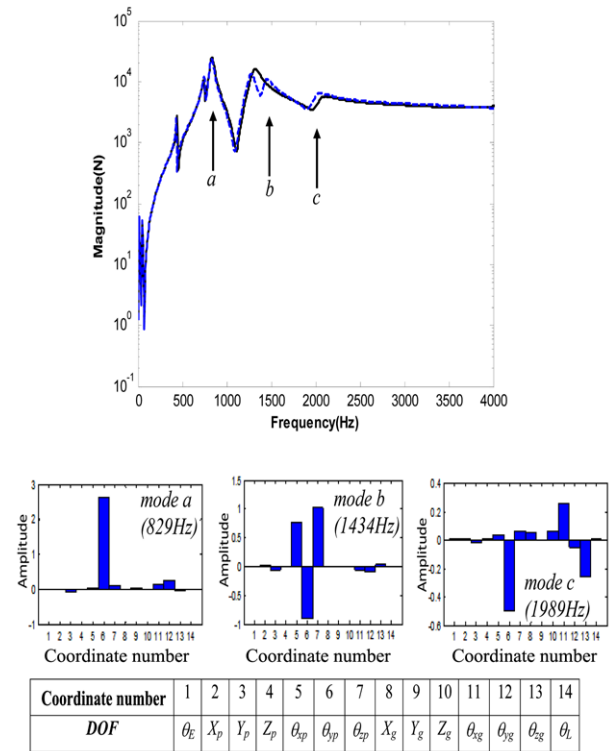 10^5
10^4
10^3
10^2
10^1
10^0
10^-1
Magnitude(N)
a
b
c
0 500 1000 1500 2000 2500 3000 3500 4000
Frequency(Hz)
3
2
1
0
-1
Amplitude
mode a
(829Hz)
1 2 3 4 5 6 7 8 9 10 11 12 13 14
Coordinate number
1.5
1
0.5
0
-0.5
-1
Amplitude
mode b
(1434Hz)
1 2 3 4 5 6 7 8 9 10 11 12 13 14
Coordinate number
0.4
0.2
0
-0.2
-0.4
-0.6
Amplitude
mode c
(1989Hz)
1 2 3 4 5 6 7 8 9 10 11 12 13 14
Coordinate number
Coordinate number 1 2 3 4 5 6 7 8 9 10 11 12 13 14
DOF θE Xp Yp Zp θxp θyp θzp Xg Yg Zg θxg θyg θzg θL